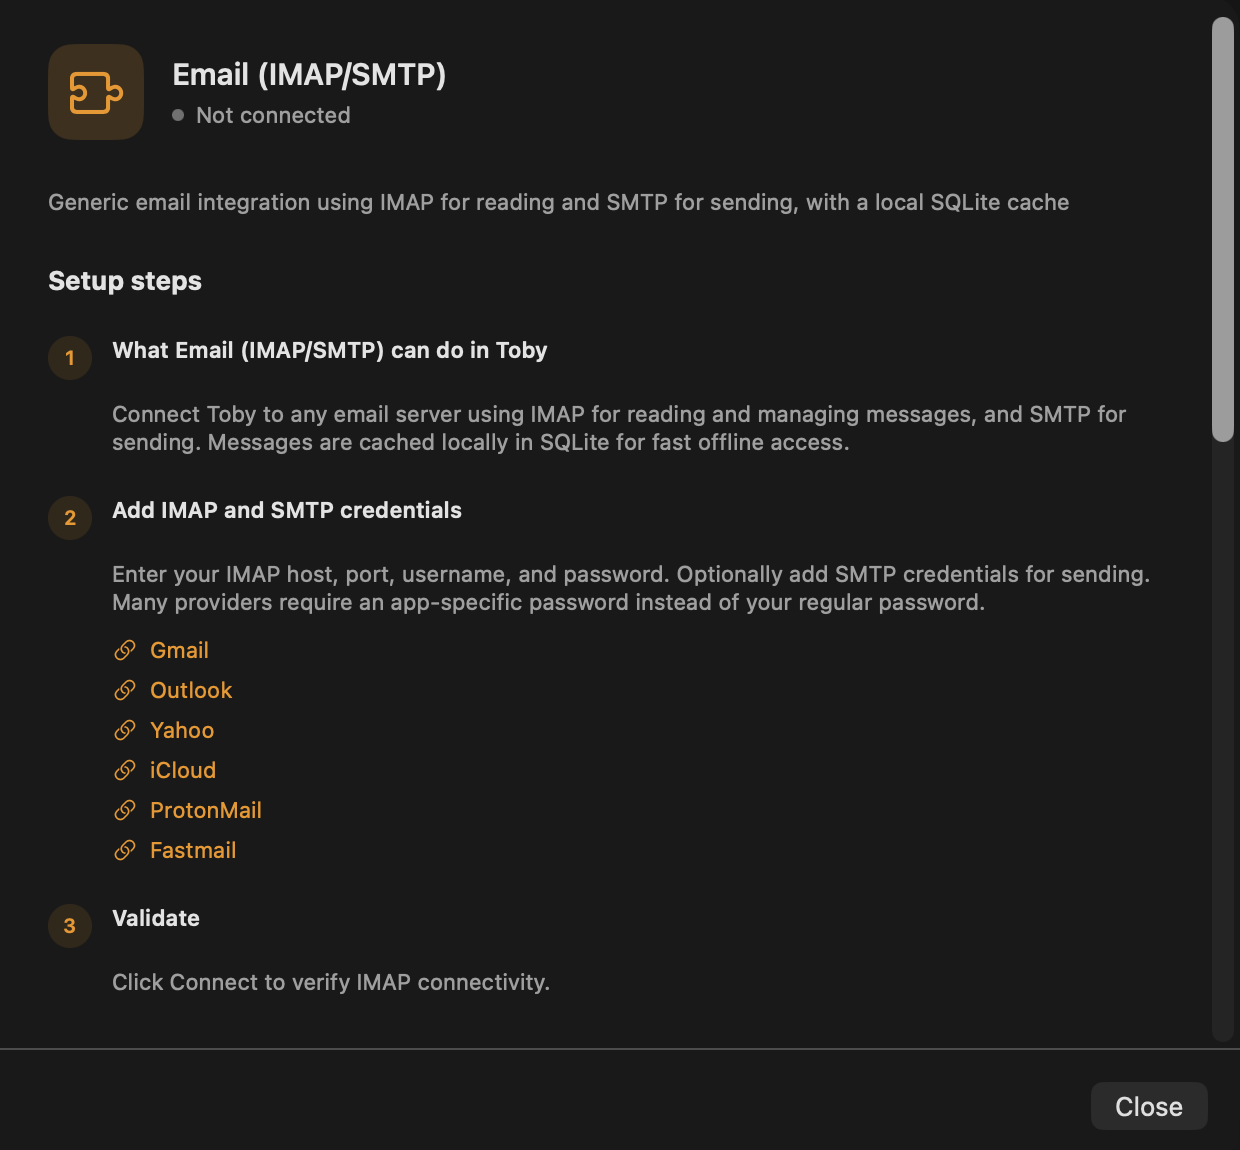 Email (IMAP/SMTP)
Not connected
Generic email integration using IMAP for reading and SMTP for sending, with a local SQLite cache
Setup steps
1
What Email (IMAP/SMTP) can do in Toby
Connect Toby to any email server using IMAP for reading and managing messages, and SMTP for
sending. Messages are cached locally in SQLite for fast offline access.
2
Add IMAP and SMTP credentials
Enter your IMAP host, port, username, and password. Optionally add SMTP credentials for sending.
Many providers require an app-specific password instead of your regular password.
Gmail
Outlook
Yahoo
iCloud
ProtonMail
Fastmail
3
Validate
Click Connect to verify IMAP connectivity.
Close